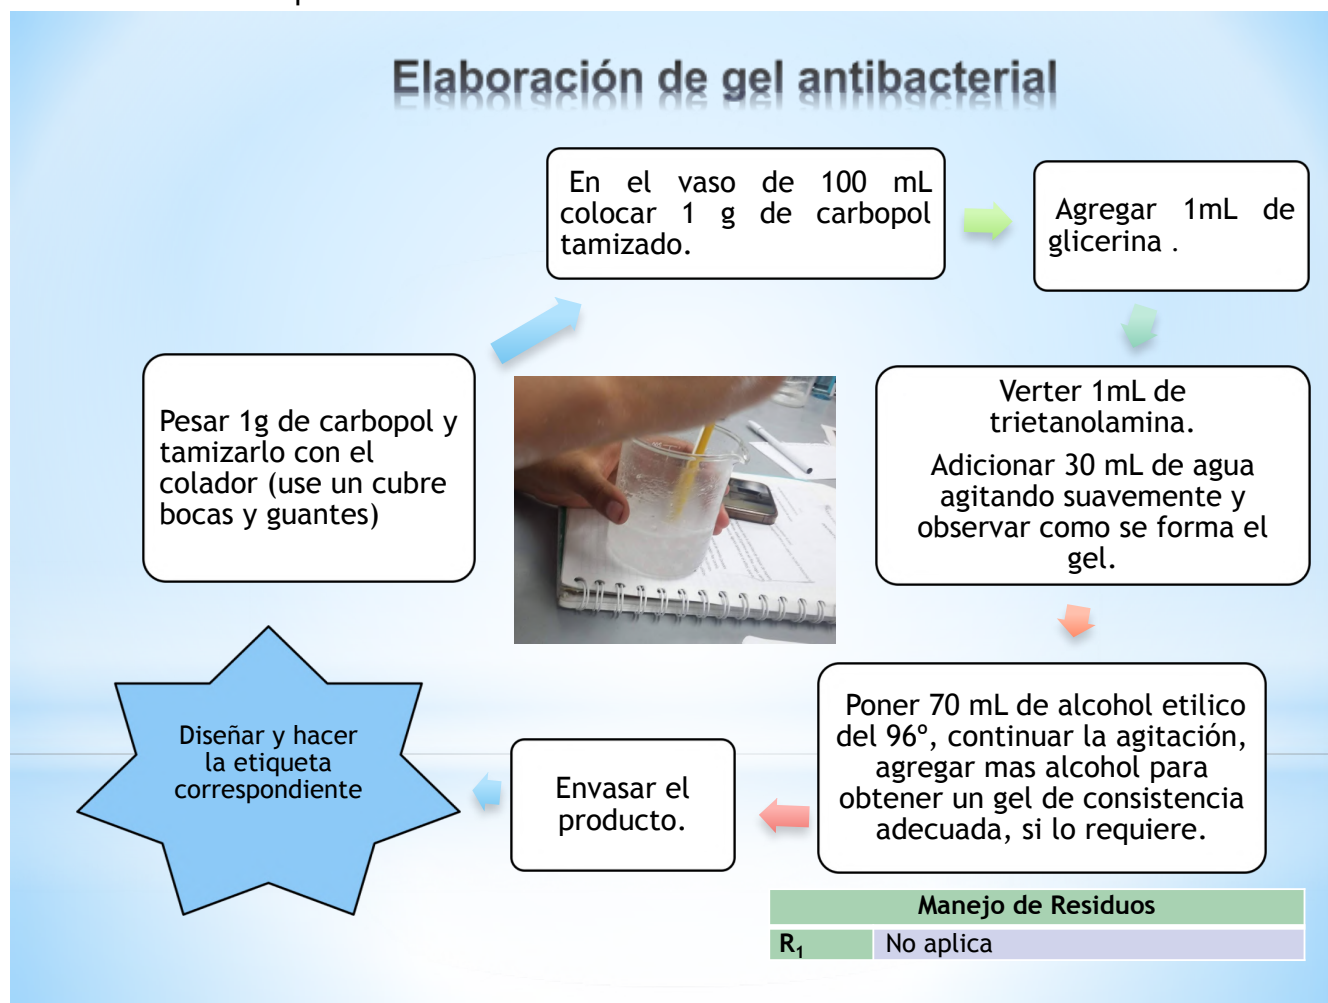 Elaboración de gel antibacterial
Pesar 1g de carbopol y
tamizarlo con el
colador (use un cubre
bocas y guantes)
En el vaso de 100 mL
colocar 1 g de carbopol
tamizado.
Agregar 1mL de
glicerina .
Verter 1mL de
trietanolamina.
Adicionar 30 mL de agua
agitando suavemente y
observar como se forma el
gel.
Poner 70 mL de alcohol etilico
del 96º, continuar la agitación,
agregar mas alcohol para
obtener un gel de consistencia
adecuada, si lo requiere.
Envasar el
producto.
Diseñar y hacer
la etiqueta
correspondiente
Manejo de Residuos
R₁ No aplica